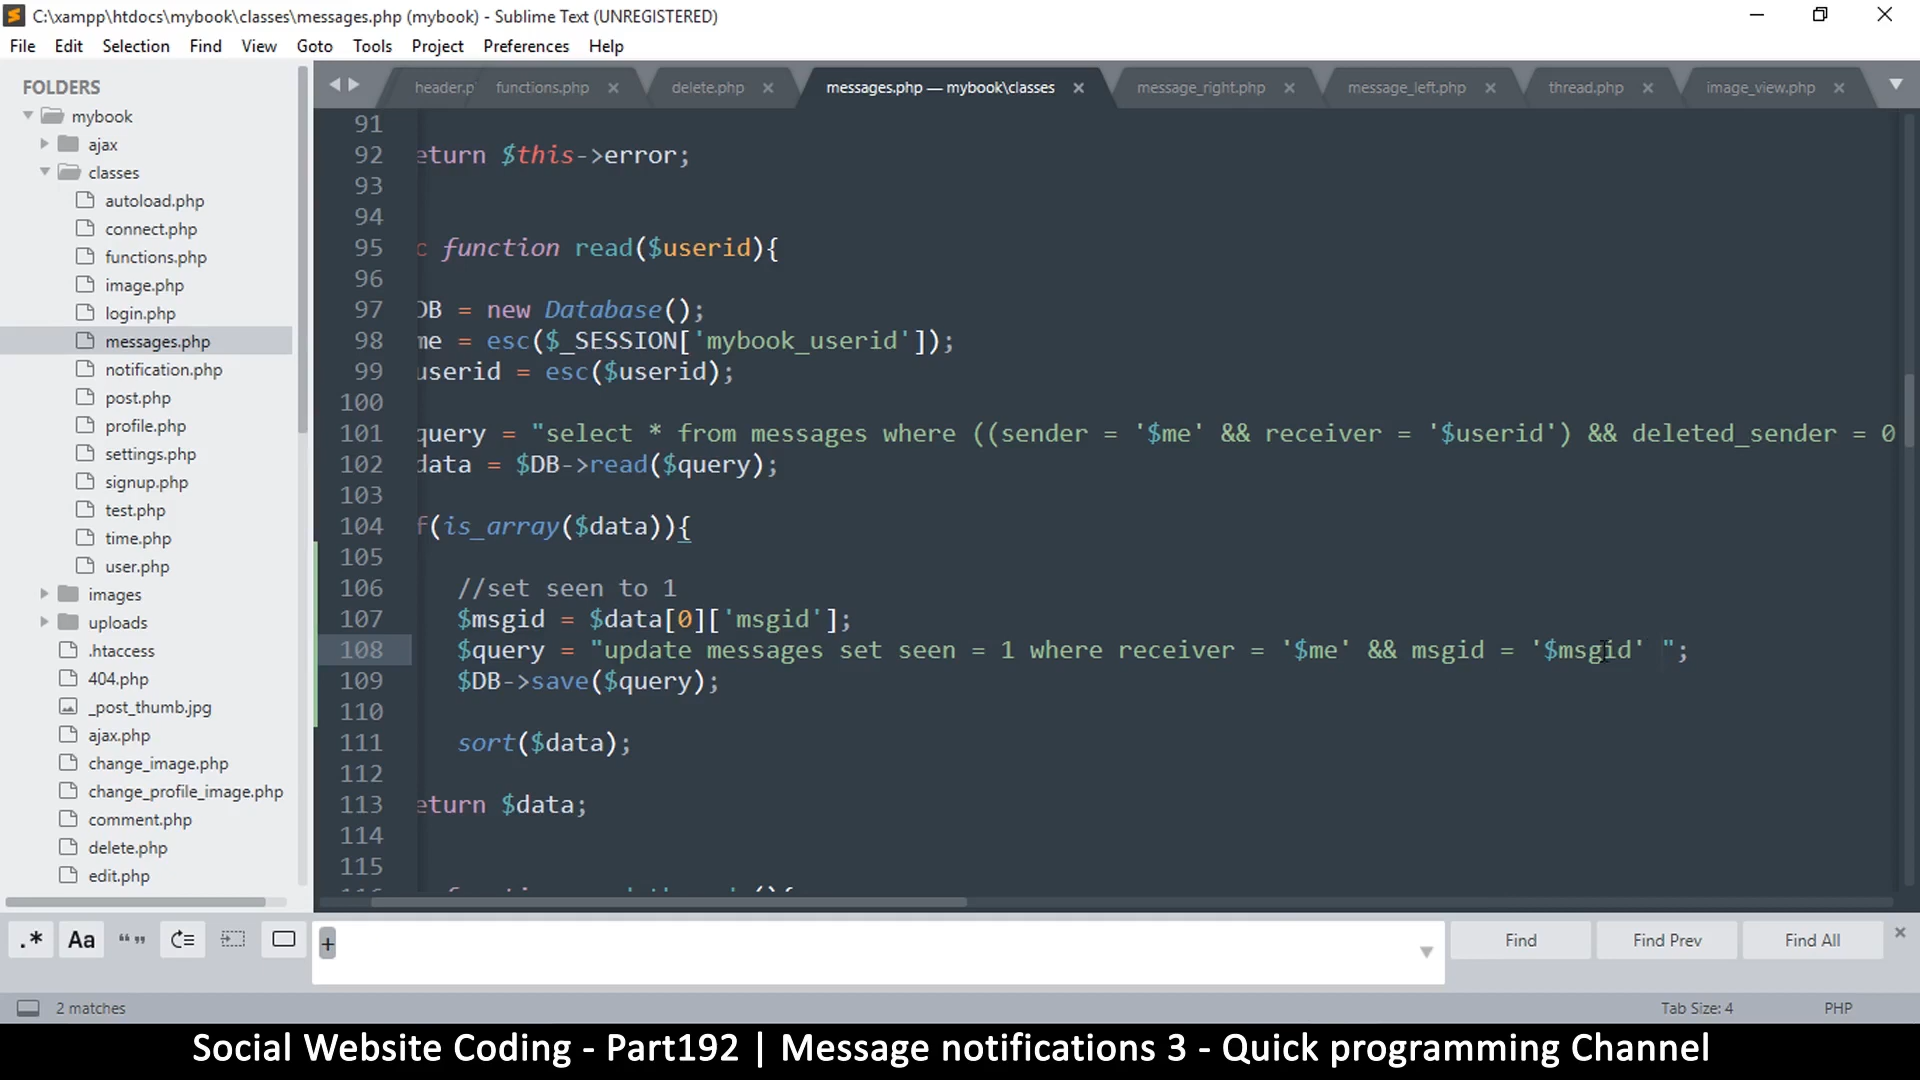 C:\xampp\htdocs\mybook\classes\messages.php (mybook) - Sublime Text (UNREGISTERED)
File Edit Selection Find View Goto Tools Project Preferences Help
FOLDERS
mybook
ajax
classes
autoload.php
connect.php
functions.php
image.php
login.php
messages.php
notification.php
post.php
profile.php
settings.php
signup.php
test.php
time.php
user.php
images
uploads
.htaccess
404.php
_post_thumb.jpg
ajax.php
change_image.php
change_profile_image.php
comment.php
delete.php
edit.php
header.p functions.php delete.php messages.php — mybook\classes message_right.php message_left.php thread.php image_view.php
91
92 eturn $this->error;
93
94
95 c function read($userid){
96
97 DB = new Database();
98 me = esc($_SESSION['mybook_userid']);
99 userid = esc($userid);
100
101 query = "select * from messages where ((sender = '$me' && receiver = '$userid') && deleted_sender = 0
102 data = $DB->read($query);
103
104 f(is_array($data)){
105
106 //set seen to 1
107 $msgid = $data[0]['msgid'];
108 $query = "update messages set seen = 1 where receiver = '$me' && msgid = '$msgid' ";
109 $DB->save($query);
110
111 sort($data);
112
113 eturn $data;
114
115
.* Aa “” + Find Find Prev Find All
2 matches Tab Size: 4 PHP
Social Website Coding - Part192 | Message notifications 3 - Quick programming Channel